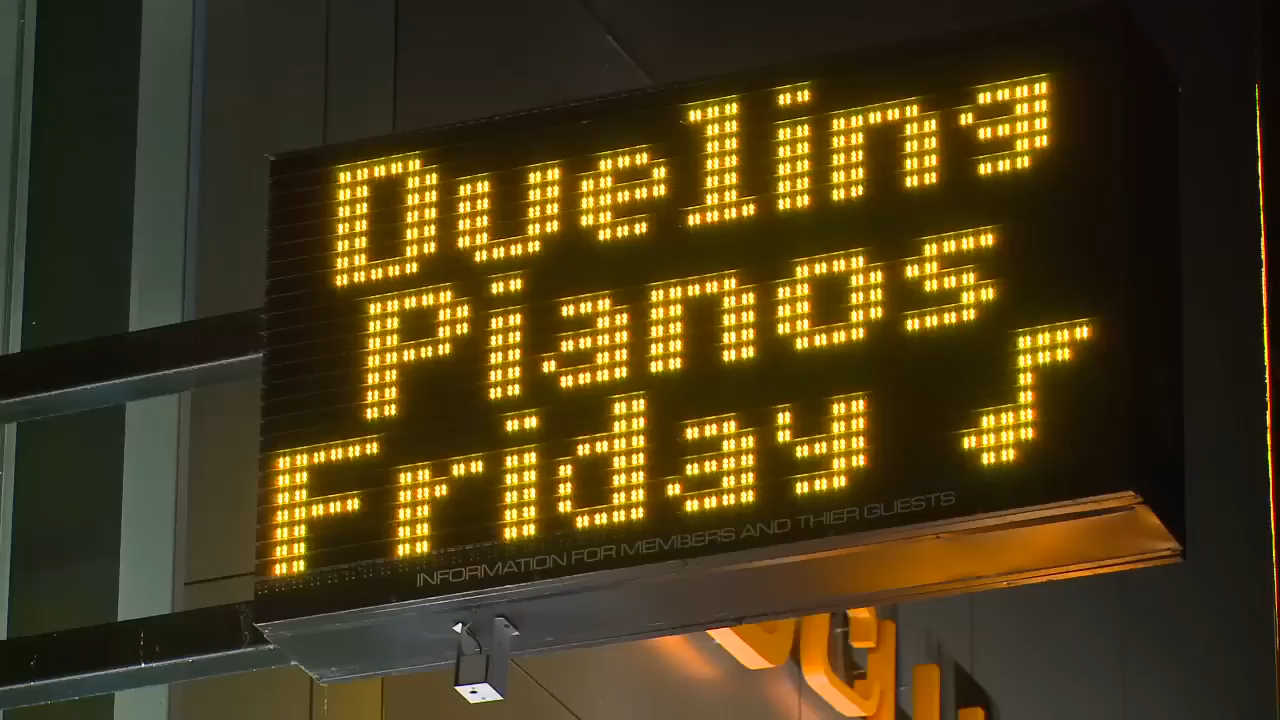 Dueling
Pianos
Friday ♪
INFORMATION FOR MEMBERS AND THIER GUESTS